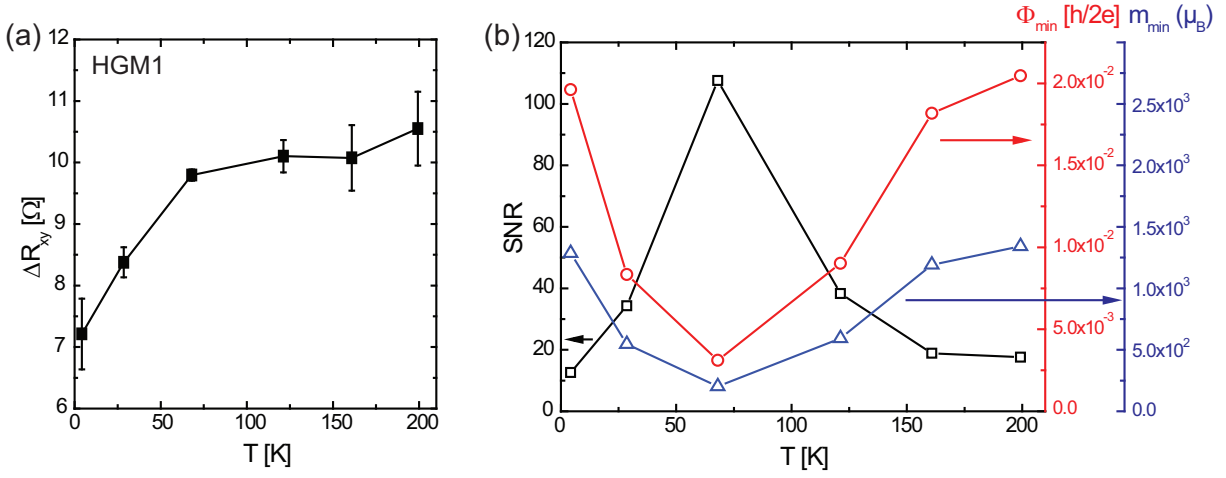 (a)
HGM1
12
11
10
9
8
7
6
ΔR_xy [Ω]
0 50 100 150 200
T [K]
(b)
Φ_min [h/2e] m_min (μ_B)
120
100
80
60
40
20
0
SNR
0 50 100 150 200
T [K]
2.0x10^-2
1.5x10^-2
1.0x10^-2
5.0x10^-3
0.0
2.5x10^3
2.0x10^3
1.5x10^3
1.0x10^3
5.0x10^2
0.0